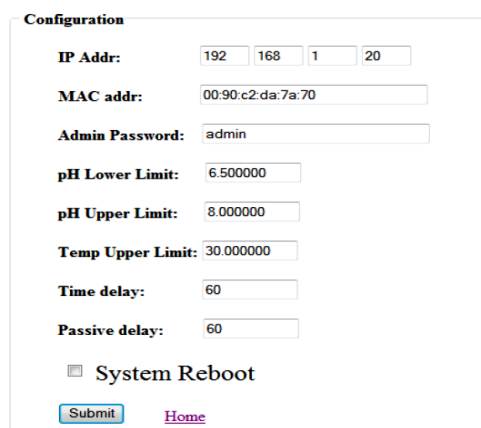 Configuration
IP Addr: 192 168 1 20
MAC addr: 00:90:c2:da:7a:70
Admin Password: admin
pH Lower Limit: 6.500000
pH Upper Limit: 8.000000
Temp Upper Limit: 30.000000
Time delay: 60
Passive delay: 60
System Reboot
Submit Home